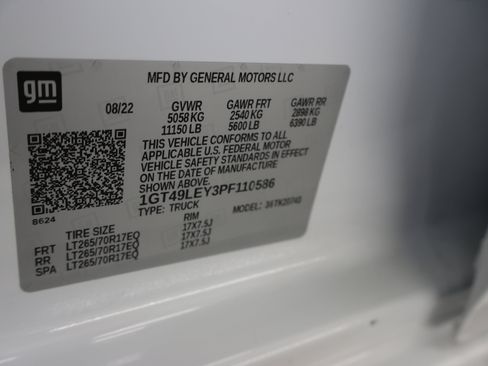 gm
MFD BY GENERAL MOTORS LLC
08/22 GVWR GAWR FRT GAWR RR
5058 KG 2540 KG 2898 KG
11150 LB 5600 LB 6390 LB
THIS VEHICLE CONFORMS TO ALL
APPLICABLE U.S. FEDERAL MOTOR
VEHICLE SAFETY STANDARDS IN EFFECT
ON THE DATE OF MANUFACTURE
SHOWN ABOVE.
1GT49LEY3PF110586
TYPE: TRUCK MODEL:
8624
TIRE SIZE RIM
FRT LT265/70R17EQ 17X7.5J
RR LT265/70R17EQ 17X7.5J
SPA LT265/70R17EQ 17X7.5J